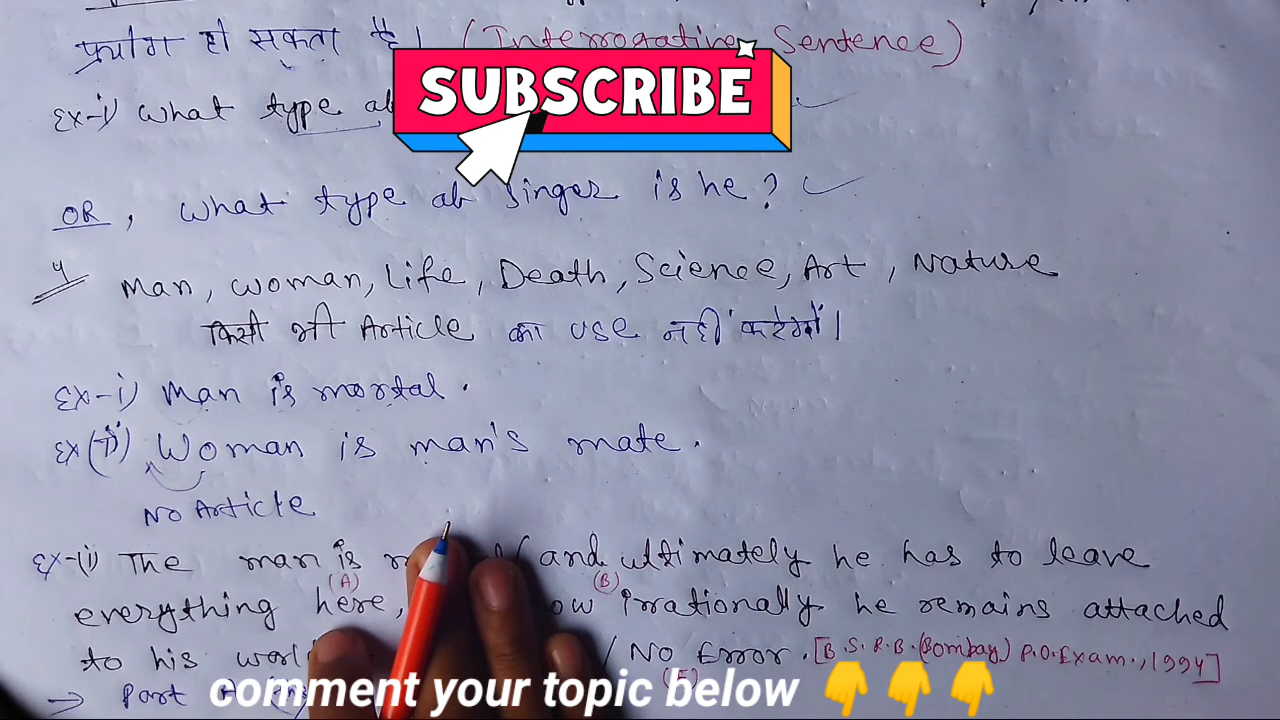 प्रयोग हो सकता है। (Interrogative Sentence)
SUBSCRIBE
Ex-i) What type of
OR, What type of singer is he?
4 Man, woman, Life, Death, Science, Art, Nature
किसी भी Article का use नहीं करेगें।
Ex-i) Man is mortal.
Ex (ii) Woman is man's mate.
No Article
Ex-(i) The man is and ultimately he has to leave
(A) (B)
everything here, irrationally he remains attached
to his / No Error. [B.S.R.B. (Bombay) P.O. Exam., 1994]
(E)
→ Part
comment your topic below 👇👇👇